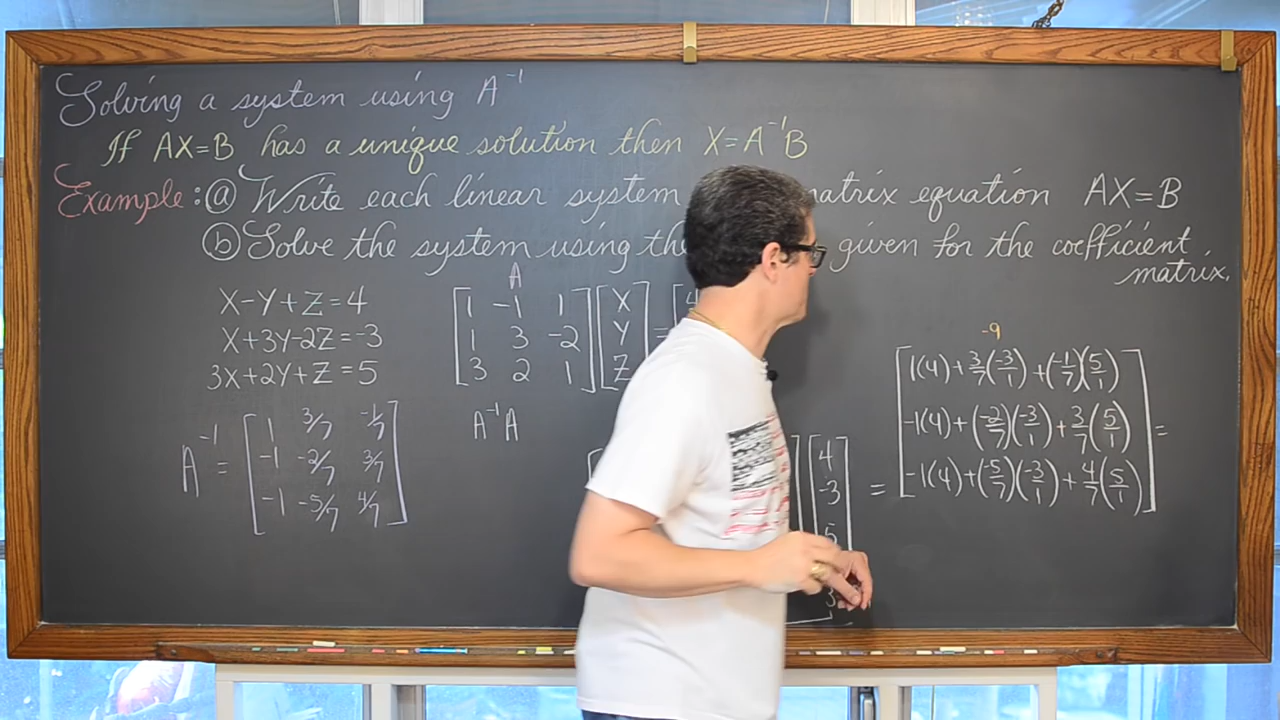 Solving a system using A⁻¹
If AX=B has a unique solution then X=A⁻¹B
Example: ⓐ Write each linear system matrix equation AX=B
ⓑ Solve the system using the given for the coefficient
matrix.
X-Y+Z=4
X+3Y-2Z=-3
3X+2Y+Z=5
A
[1 -1 1] [X] = [4
[1 3 -2] [Y]
[3 2 1] [Z
A⁻¹ = [1 3/7 -1/7]
[-1 -2/7 3/7]
[-1 -5/7 4/7]
A⁻¹A
[4]
[-3]
[5]
3
=
-9
[1(4)+3/7(-3/1)+(-1/7)(5/1)]
[-1(4)+(-2/7)(-3/1)+3/7(5/1)] =
[-1(4)+(-5/7)(-3/1)+4/7(5/1)]